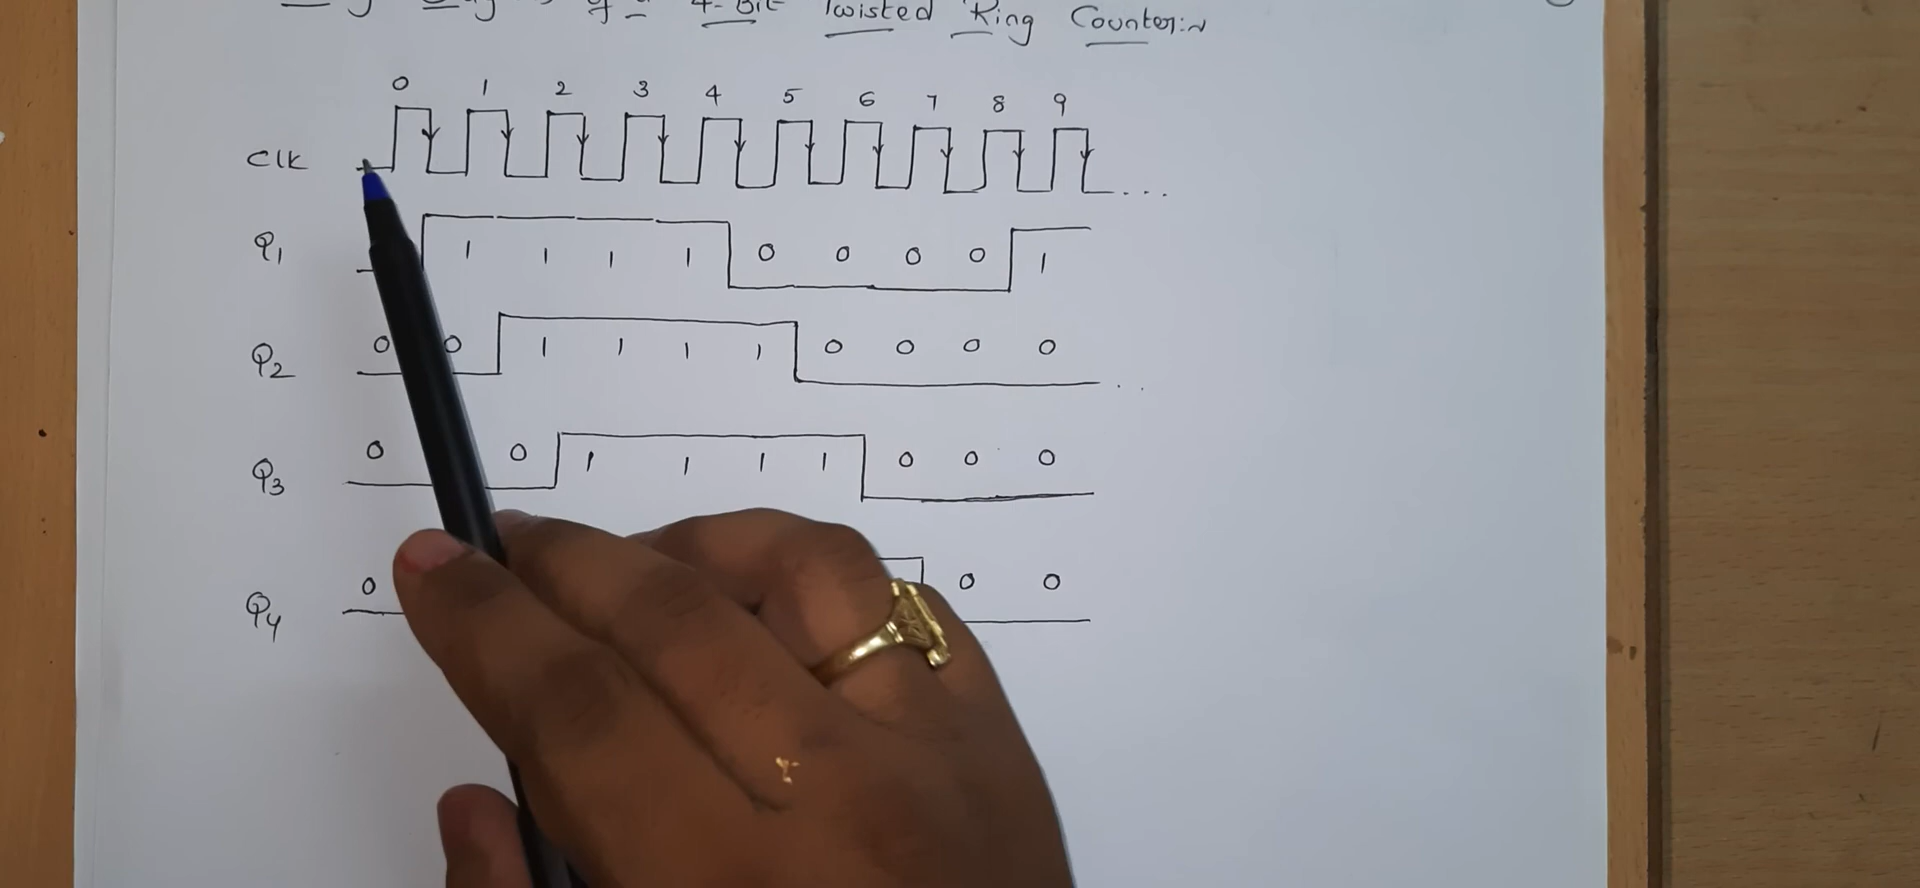 4-Bit Twisted Ring Counter:~
0 1 2 3 4 5 6 7 8 9
Clk ...
Q1 1 1 1 1 0 0 0 0 1
Q2 0 0 1 1 1 1 0 0 0 0 ..
Q3 0 0 1 1 1 1 0 0 0
Q4 0 0 0